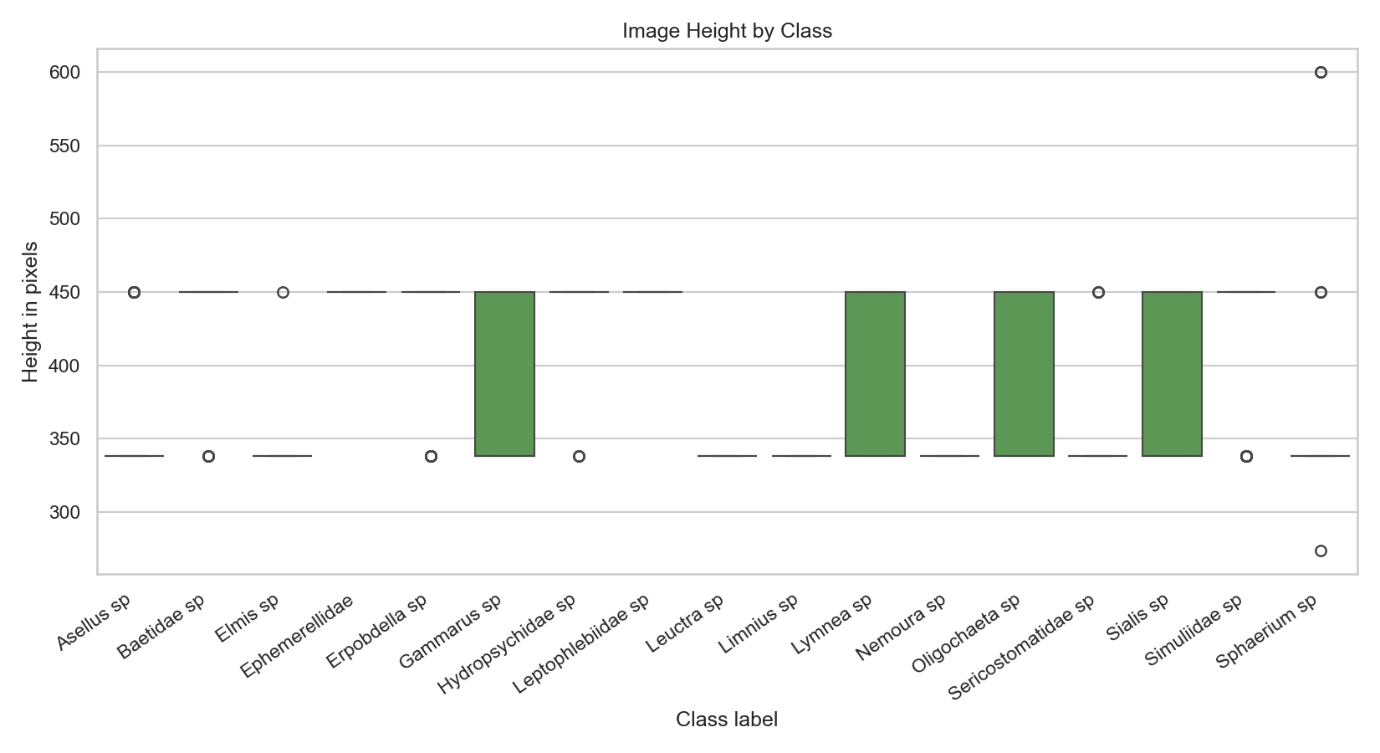 Image Height by Class
Height in pixels
600
550
500
450
400
350
300
Asellus sp
Baetidae sp
Elmis sp
Ephemerellidae
Erpobdella sp
Gammarus sp
Hydropsychidae sp
Leptophlebiidae sp
Leuctra sp
Limnius sp
Lymnea sp
Nemoura sp
Oligochaeta sp
Sericostomatidae sp
Sialis sp
Simuliidae sp
Sphaerium sp
Class label